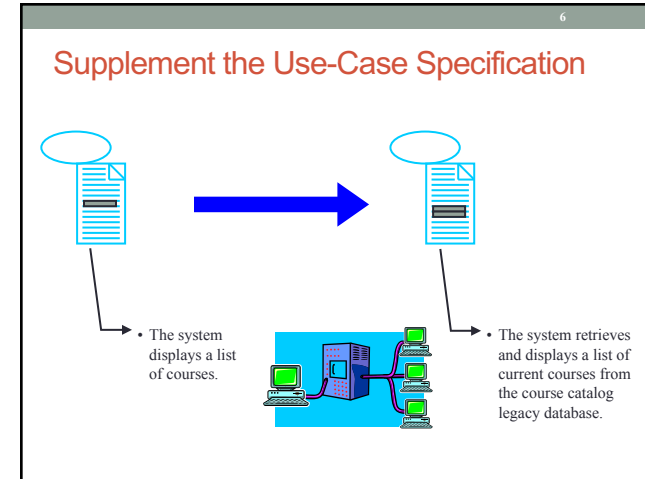 6
Supplement the Use-Case Specification
• The system
displays a list
of courses.
• The system retrieves
and displays a list of
current courses from
the course catalog
legacy database.